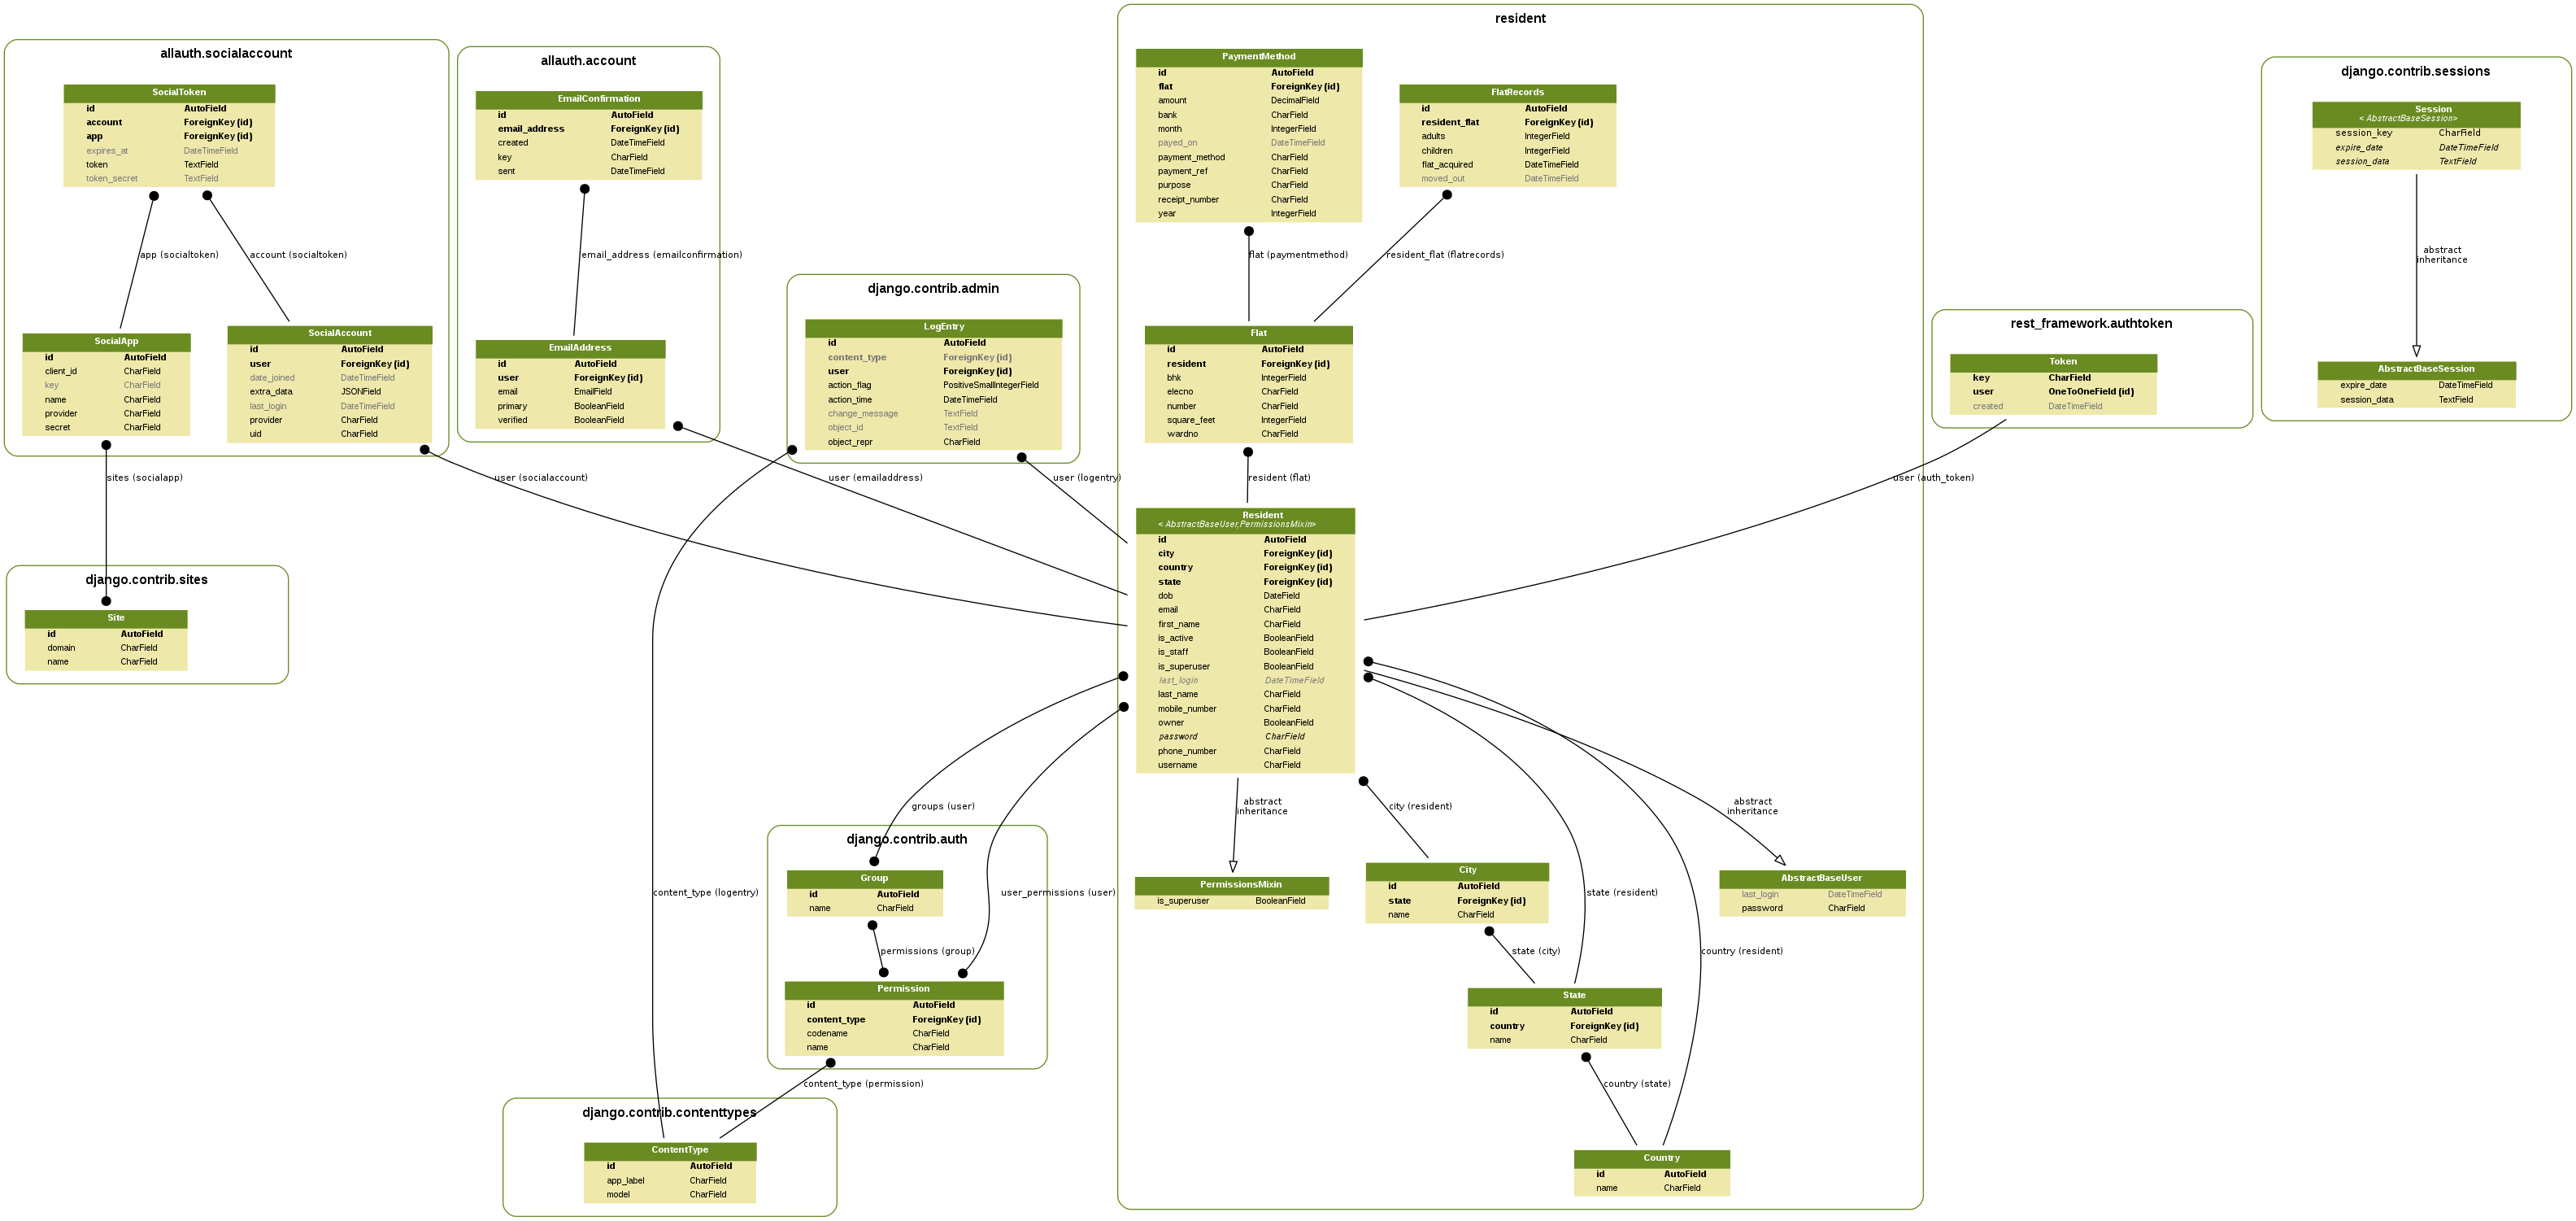 allauth.socialaccount
SocialToken
id AutoField
account ForeignKey (id)
app ForeignKey (id)
expires_at DateTimeField
token TextField
token_secret TextField
app (socialtoken)
account (socialtoken)
SocialApp
id AutoField
client_id CharField
key CharField
name CharField
provider CharField
secret CharField
SocialAccount
id AutoField
user ForeignKey (id)
date_joined DateTimeField
extra_data JSONField
last_login DateTimeField
provider CharField
uid CharField
sites (socialapp)
user (socialaccount)
django.contrib.sites
Site
id AutoField
domain CharField
name CharField
allauth.account
EmailConfirmation
id AutoField
email_address ForeignKey (id)
created DateTimeField
key CharField
sent DateTimeField
email_address (emailconfirmation)
EmailAddress
id AutoField
user ForeignKey (id)
email EmailField
primary BooleanField
verified BooleanField
user (emailaddress)
django.contrib.admin
LogEntry
id AutoField
content_type ForeignKey (id)
user ForeignKey (id)
action_flag PositiveSmallIntegerField
action_time DateTimeField
change_message TextField
object_id TextField
object_repr CharField
user (logentry)
content_type (logentry)
resident
PaymentMethod
id AutoField
flat ForeignKey (id)
amount DecimalField
bank CharField
month IntegerField
payed_on DateTimeField
payment_method CharField
payment_ref CharField
purpose CharField
receipt_number CharField
year IntegerField
FlatRecords
id AutoField
resident_flat ForeignKey (id)
adults IntegerField
children IntegerField
flat_acquired DateTimeField
moved_out DateTimeField
flat (paymentmethod)
resident_flat (flatrecords)
Flat
id AutoField
resident ForeignKey (id)
bhk IntegerField
elecno CharField
number CharField
square_feet IntegerField
wardno CharField
resident (flat)
Resident
< AbstractBaseUser,PermissionsMixin>
id AutoField
city ForeignKey (id)
country ForeignKey (id)
state ForeignKey (id)
dob DateField
email CharField
first_name CharField
is_active BooleanField
is_staff BooleanField
is_superuser BooleanField
last_login DateTimeField
last_name CharField
mobile_number CharField
owner BooleanField
password CharField
phone_number CharField
username CharField
abstract
inheritance
city (resident)
state (resident)
country (resident)
abstract
inheritance
PermissionsMixin
is_superuser BooleanField
City
id AutoField
state ForeignKey (id)
name CharField
AbstractBaseUser
last_login DateTimeField
password CharField
state (city)
State
id AutoField
country ForeignKey (id)
name CharField
country (state)
Country
id AutoField
name CharField
groups (user)
user_permissions (user)
django.contrib.auth
Group
id AutoField
name CharField
permissions (group)
Permission
id AutoField
content_type ForeignKey (id)
codename CharField
name CharField
content_type (permission)
django.contrib.contenttypes
ContentType
id AutoField
app_label CharField
model CharField
rest_framework.authtoken
Token
key CharField
user OneToOneField (id)
created DateTimeField
user (auth_token)
django.contrib.sessions
Session
< AbstractBaseSession>
session_key CharField
expire_date DateTimeField
session_data TextField
abstract
inheritance
AbstractBaseSession
expire_date DateTimeField
session_data TextField